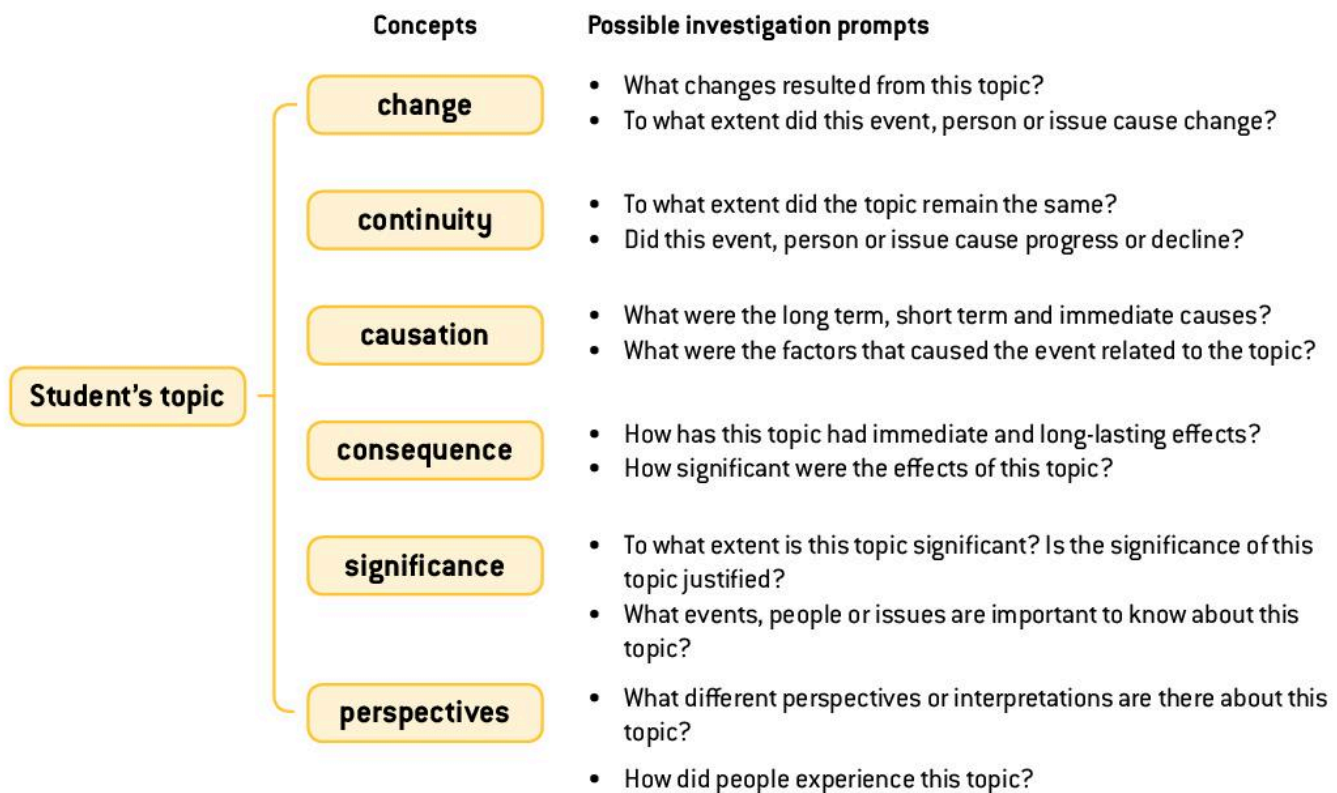 Concepts Possible investigation prompts
change
• What changes resulted from this topic?
• To what extent did this event, person or issue cause change?
continuity
• To what extent did the topic remain the same?
• Did this event, person or issue cause progress or decline?
causation
• What were the long term, short term and immediate causes?
• What were the factors that caused the event related to the topic?
Student's topic
consequence
• How has this topic had immediate and long-lasting effects?
• How significant were the effects of this topic?
significance
• To what extent is this topic significant? Is the significance of this
topic justified?
• What events, people or issues are important to know about this
topic?
perspectives
• What different perspectives or interpretations are there about this
topic?
• How did people experience this topic?